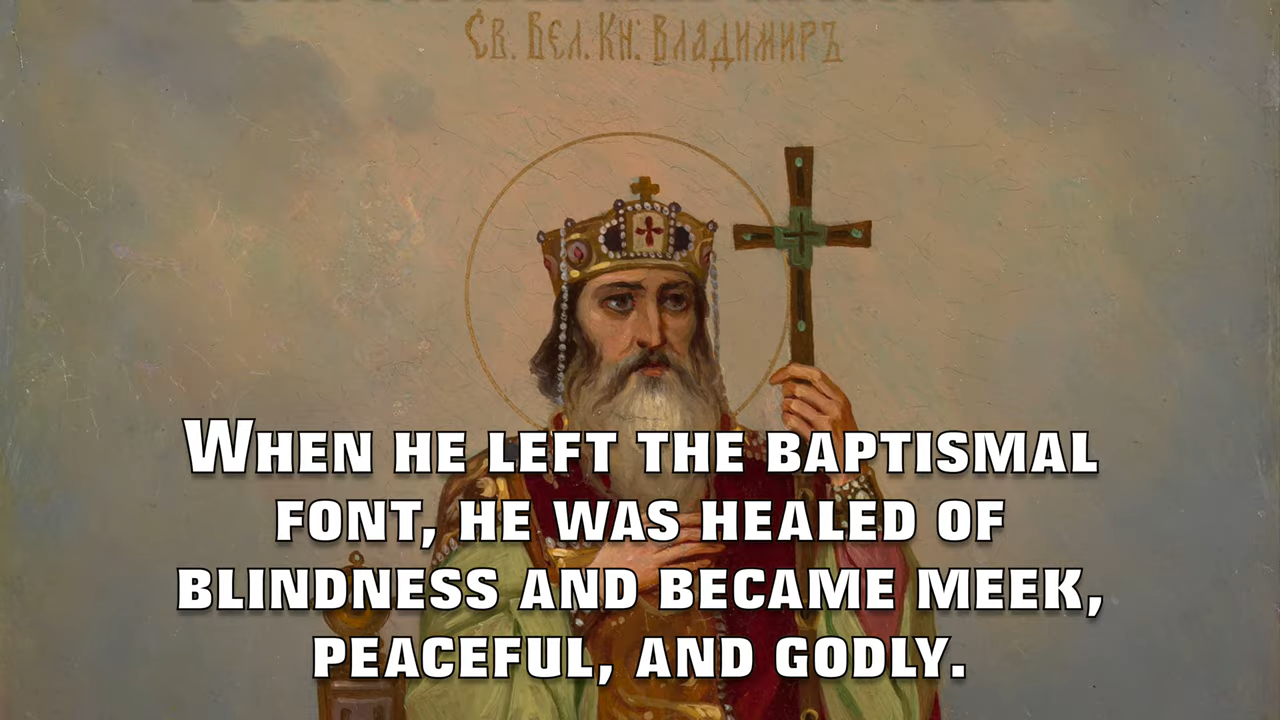 Св. Вел. Кн: Владимиръ
When he left the baptismal
font, he was healed of
blindness and became meek,
peaceful, and godly.